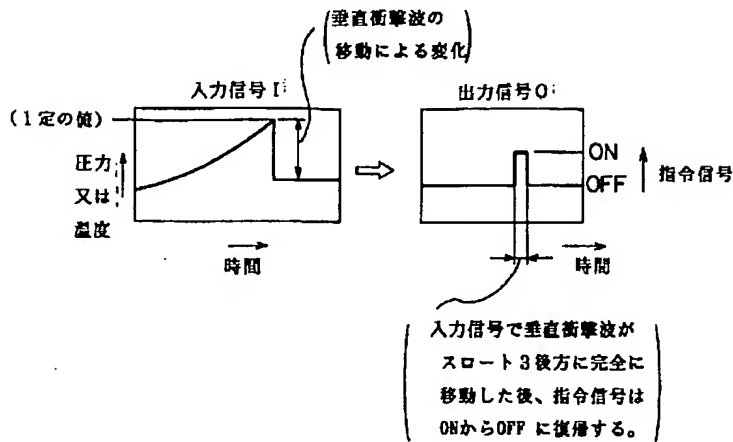 垂直衝撃波の
移動による変化
入力信号I
(1定の値)
圧力
又は
温度
時間
出力信号O
ON
OFF
指令信号
時間
入力信号で垂直衝撃波が
スロート3後方に完全に
移動した後、指令信号は
ONからOFFに復帰する。